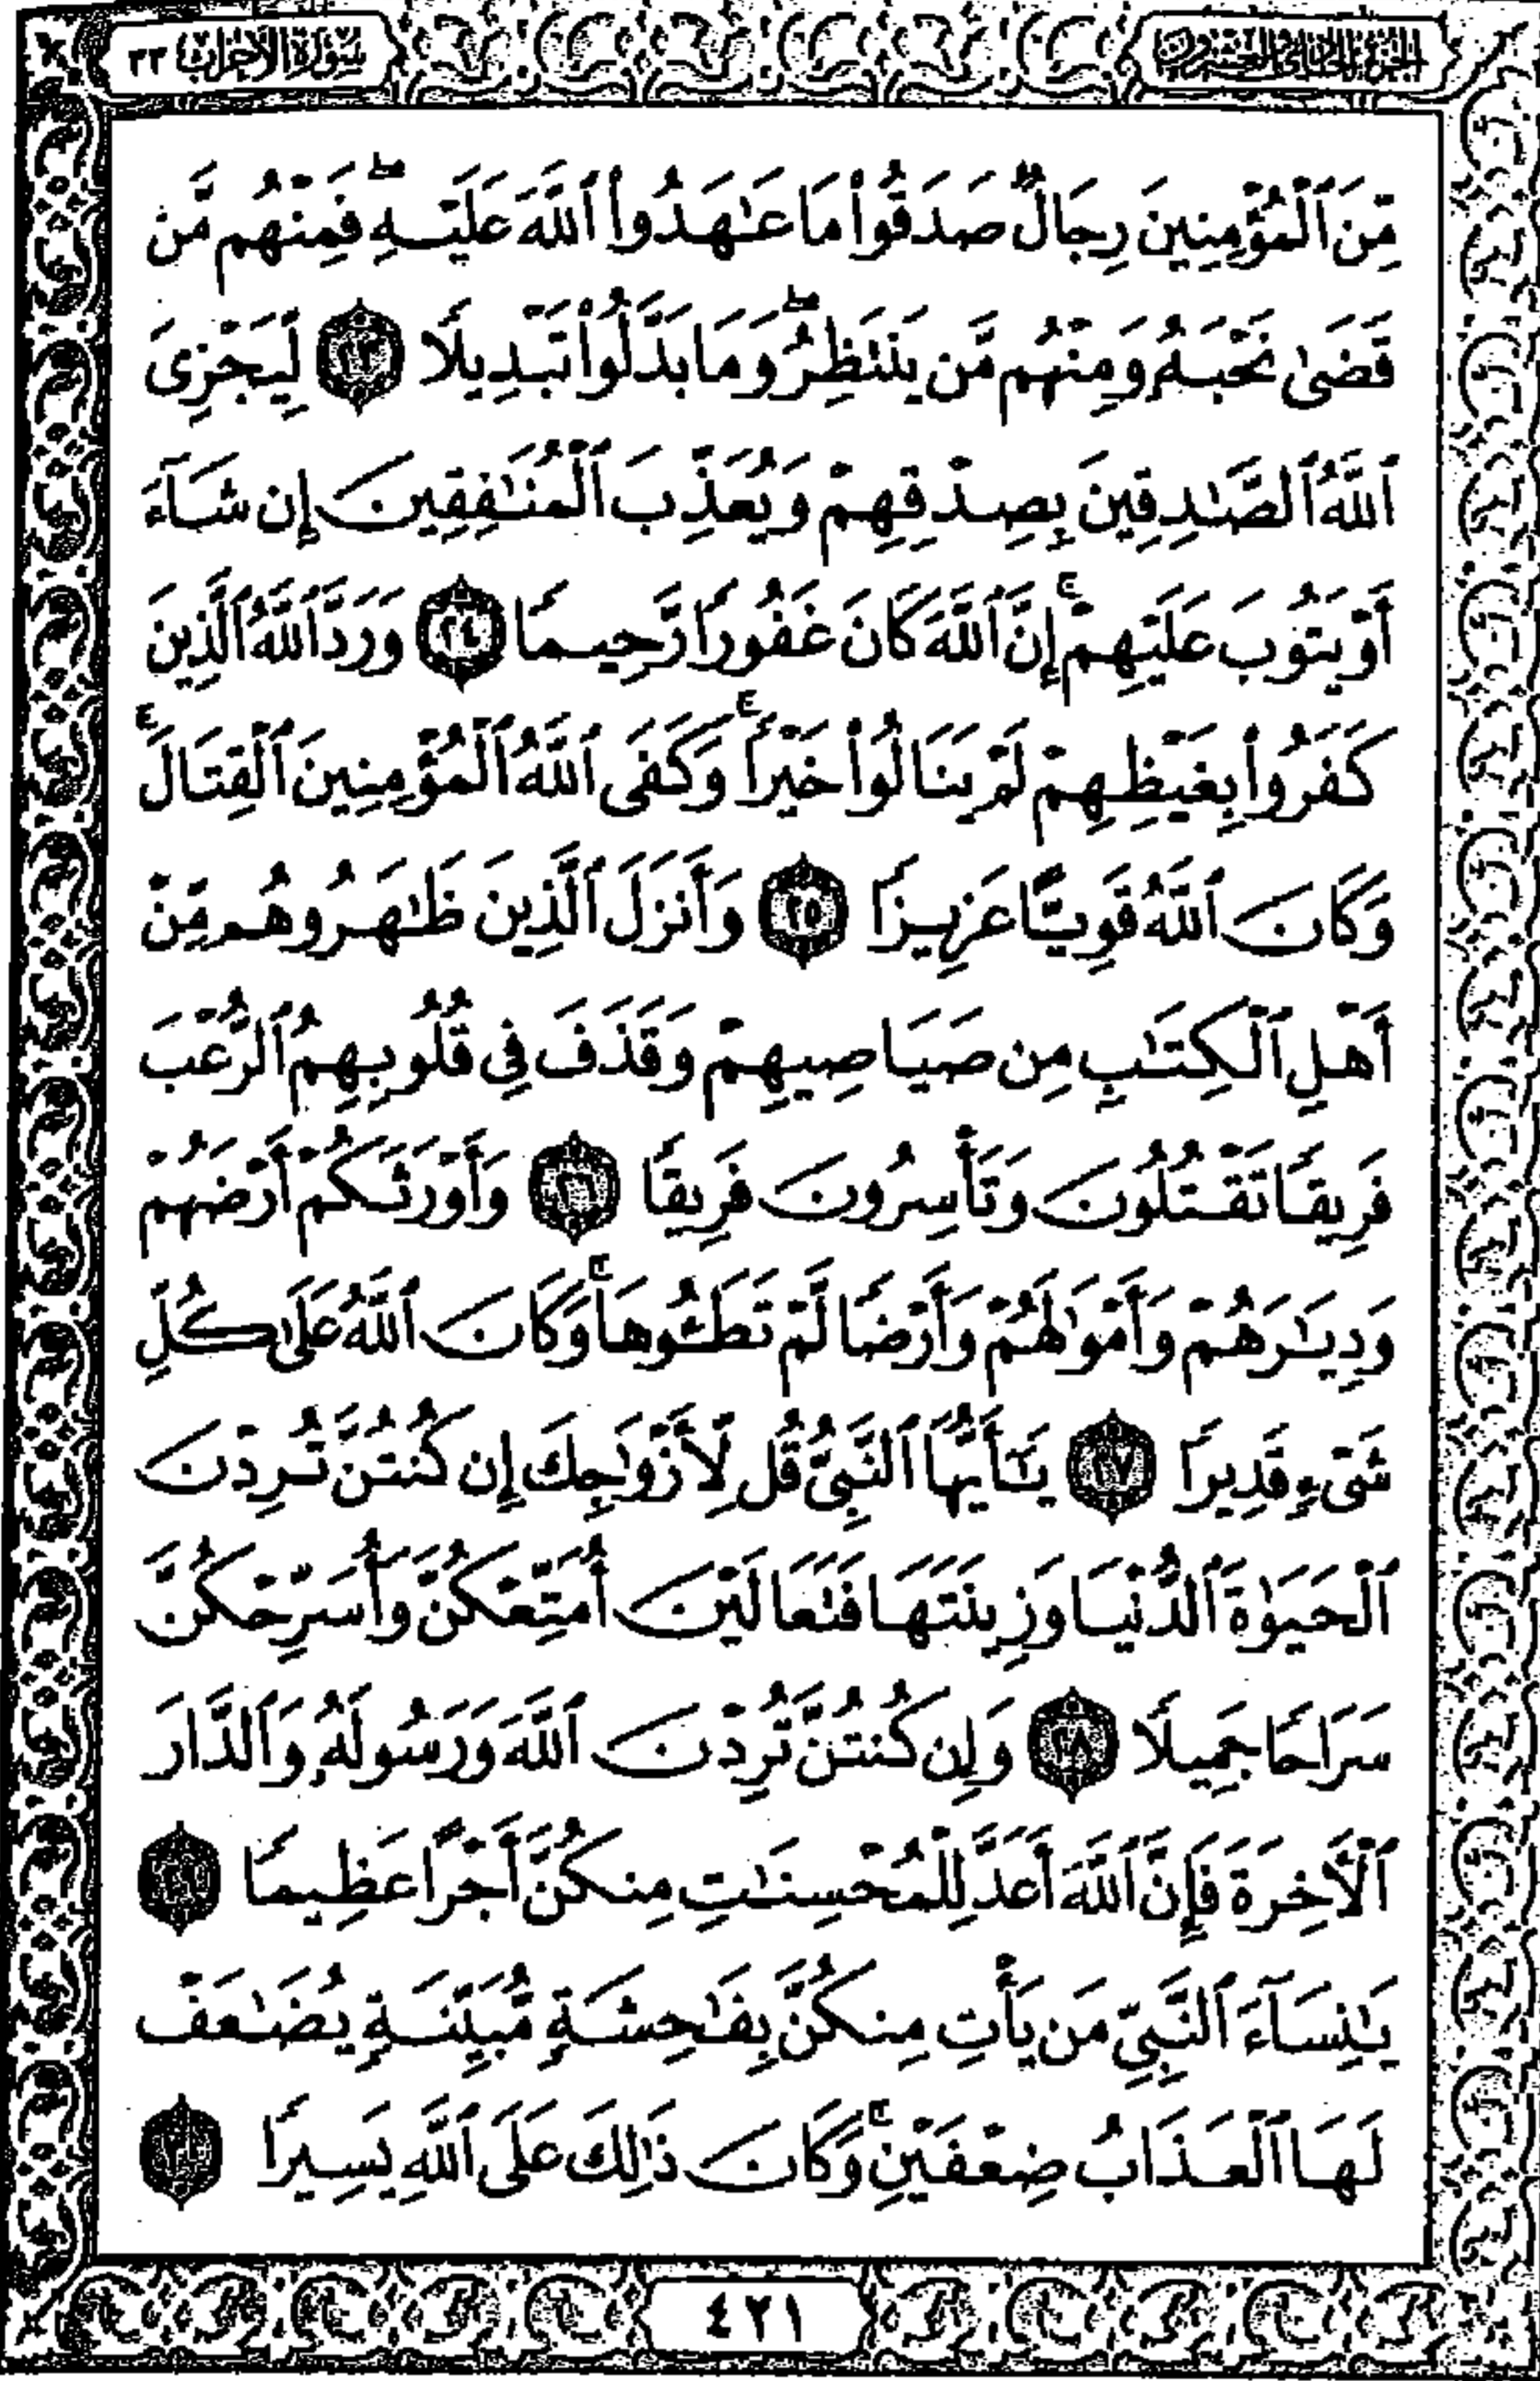 الجزء الحادي والعشرون
سورة الأحزاب ٣٣
مِّنَ ٱلْمُؤْمِنِينَ رِجَالٌ صَدَقُوا۟ مَا عَـٰهَدُوا۟ ٱللَّهَ عَلَيْهِ ۖ فَمِنْهُم مَّن
قَضَىٰ نَحْبَهُۥ وَمِنْهُم مَّن يَنتَظِرُ ۖ وَمَا بَدَّلُوا۟ تَبْدِيلًا ٢٣ لِّيَجْزِىَ
ٱللَّهُ ٱلصَّـٰدِقِينَ بِصِدْقِهِمْ وَيُعَذِّبَ ٱلْمُنَـٰفِقِينَ إِن شَآءَ
أَوْ يَتُوبَ عَلَيْهِمْ ۚ إِنَّ ٱللَّهَ كَانَ غَفُورًا رَّحِيمًا ٢٤ وَرَدَّ ٱللَّهُ ٱلَّذِينَ
كَفَرُوا۟ بِغَيْظِهِمْ لَمْ يَنَالُوا۟ خَيْرًا ۚ وَكَفَى ٱللَّهُ ٱلْمُؤْمِنِينَ ٱلْقِتَالَ ۚ
وَكَانَ ٱللَّهُ قَوِيًّا عَزِيزًا ٢٥ وَأَنزَلَ ٱلَّذِينَ ظَـٰهَرُوهُم مِّنْ
أَهْلِ ٱلْكِتَـٰبِ مِن صَيَاصِيهِمْ وَقَذَفَ فِى قُلُوبِهِمُ ٱلرُّعْبَ
فَرِيقًا تَقْتُلُونَ وَتَأْسِرُونَ فَرِيقًا ٢٦ وَأَوْرَثَكُمْ أَرْضَهُمْ
وَدِيَـٰرَهُمْ وَأَمْوَٰلَهُمْ وَأَرْضًا لَّمْ تَطَـُٔوهَا ۚ وَكَانَ ٱللَّهُ عَلَىٰ كُلِّ
شَىْءٍ قَدِيرًا ٢٧ يَـٰٓأَيُّهَا ٱلنَّبِىُّ قُل لِّأَزْوَٰجِكَ إِن كُنتُنَّ تُرِدْنَ
ٱلْحَيَوٰةَ ٱلدُّنْيَا وَزِينَتَهَا فَتَعَالَيْنَ أُمَتِّعْكُنَّ وَأُسَرِّحْكُنَّ
سَرَاحًا جَمِيلًا ٢٨ وَإِن كُنتُنَّ تُرِدْنَ ٱللَّهَ وَرَسُولَهُۥ وَٱلدَّارَ
ٱلْـَٔاخِرَةَ فَإِنَّ ٱللَّهَ أَعَدَّ لِلْمُحْسِنَـٰتِ مِنكُنَّ أَجْرًا عَظِيمًا ٢٩
يَـٰنِسَآءَ ٱلنَّبِىِّ مَن يَأْتِ مِنكُنَّ بِفَـٰحِشَةٍ مُّبَيِّنَةٍ يُضَـٰعَفْ
لَهَا ٱلْعَذَابُ ضِعْفَيْنِ ۚ وَكَانَ ذَٰلِكَ عَلَى ٱللَّهِ يَسِيرًا ٣٠
٤٢١